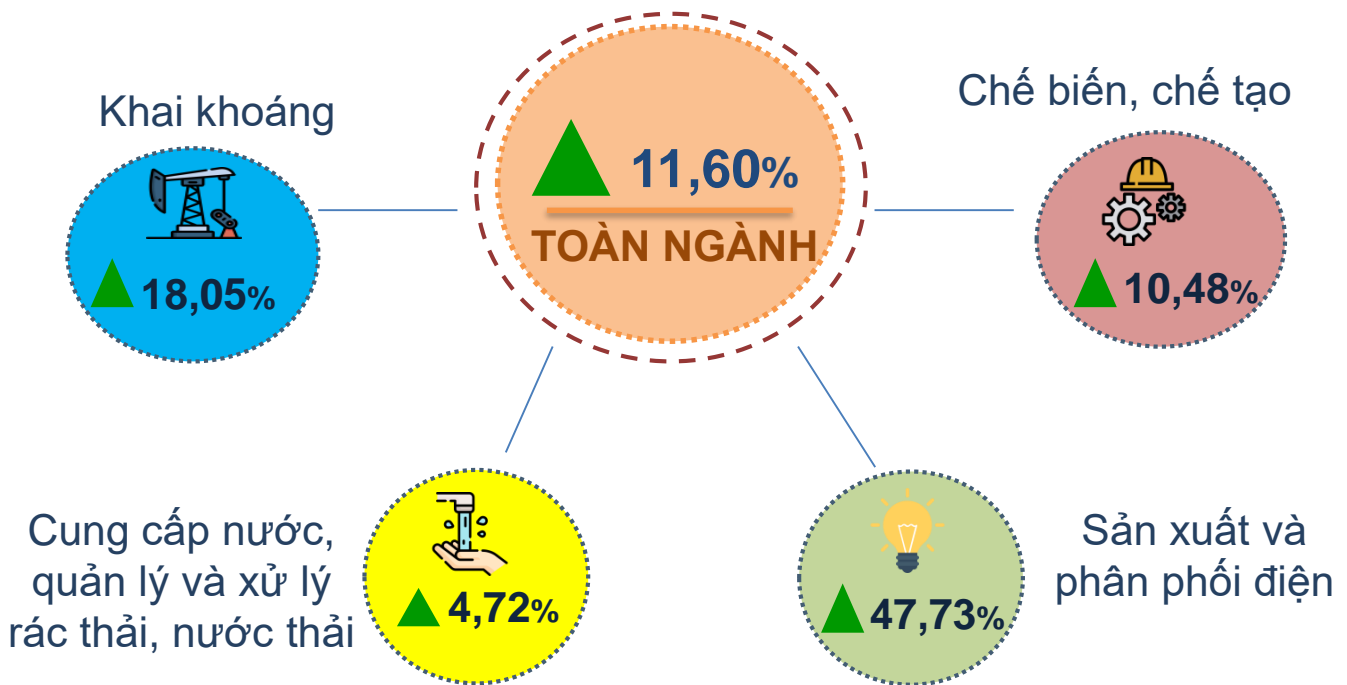 Khai khoáng
18,05%
11,60%
TOÀN NGÀNH
Chế biến, chế tạo
10,48%
Cung cấp nước,
quản lý và xử lý
rác thải, nước thải
4,72%
47,73%
Sản xuất và
phân phối điện